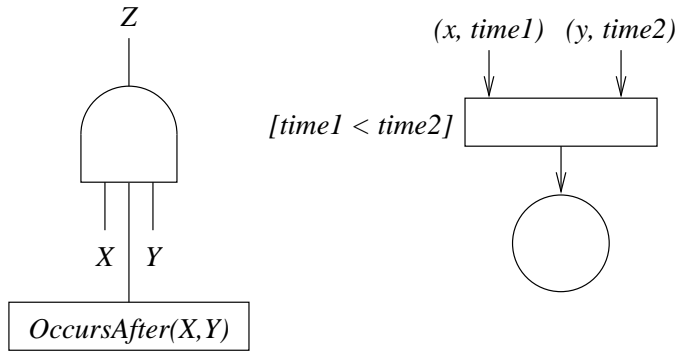 Z
(x, time1) (y, time2)
[time1 < time2]
X Y
OccursAfter(X,Y)